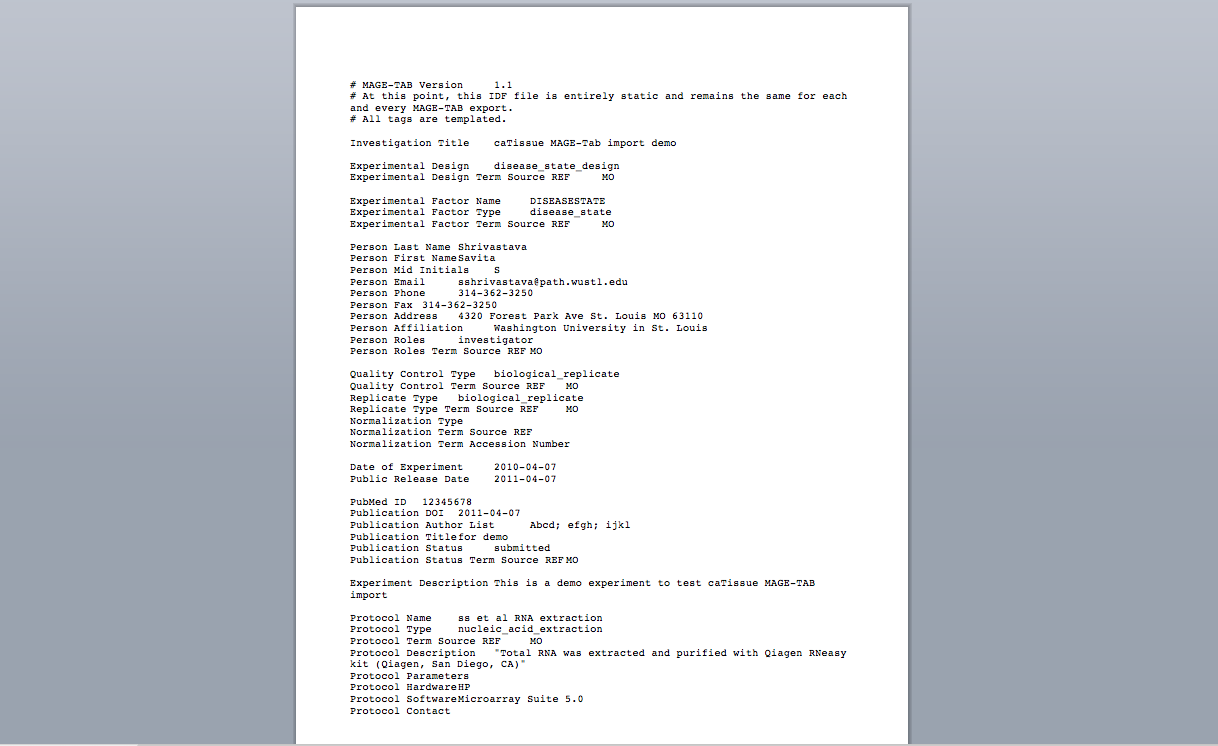 # MAGE-TAB Version    1.1
# At this point, this IDF file is entirely static and remains the same for each
and every MAGE-TAB export.
# All tags are templated.
Investigation Title    caTissue MAGE-Tab import demo
Experimental Design    disease_state_design
Experimental Design Term Source REF    MO
Experimental Factor Name    DISEASESTATE
Experimental Factor Type    disease_state
Experimental Factor Term Source REF    MO
Person Last Name Shrivastava
Person First NameSavita
Person Mid Initials    S
Person Email    sshrivastava@path.wustl.edu
Person Phone    314-362-3250
Person Fax 314-362-3250
Person Address    4320 Forest Park Ave St. Louis MO 63110
Person Affiliation    Washington University in St. Louis
Person Roles    investigator
Person Roles Term Source REF MO
Quality Control Type    biological_replicate
Quality Control Term Source REF    MO
Replicate Type    biological_replicate
Replicate Type Term Source REF    MO
Normalization Type
Normalization Term Source REF
Normalization Term Accession Number
Date of Experiment    2010-04-07
Public Release Date    2011-04-07
PubMed ID    12345678
Publication DOI    2011-04-07
Publication Author List    Abcd; efgh; ijkl
Publication Titlefor demo
Publication Status    submitted
Publication Status Term Source REF MO
Experiment Description This is a demo experiment to test caTissue MAGE-TAB
import
Protocol Name    ss et al RNA extraction
Protocol Type    nucleic_acid_extraction
Protocol Term Source REF    MO
Protocol Description    "Total RNA was extracted and purified with Qiagen RNeasy
kit (Qiagen, San Diego, CA)"
Protocol Parameters
Protocol HardwareHP
Protocol SoftwareMicroarray Suite 5.0
Protocol Contact